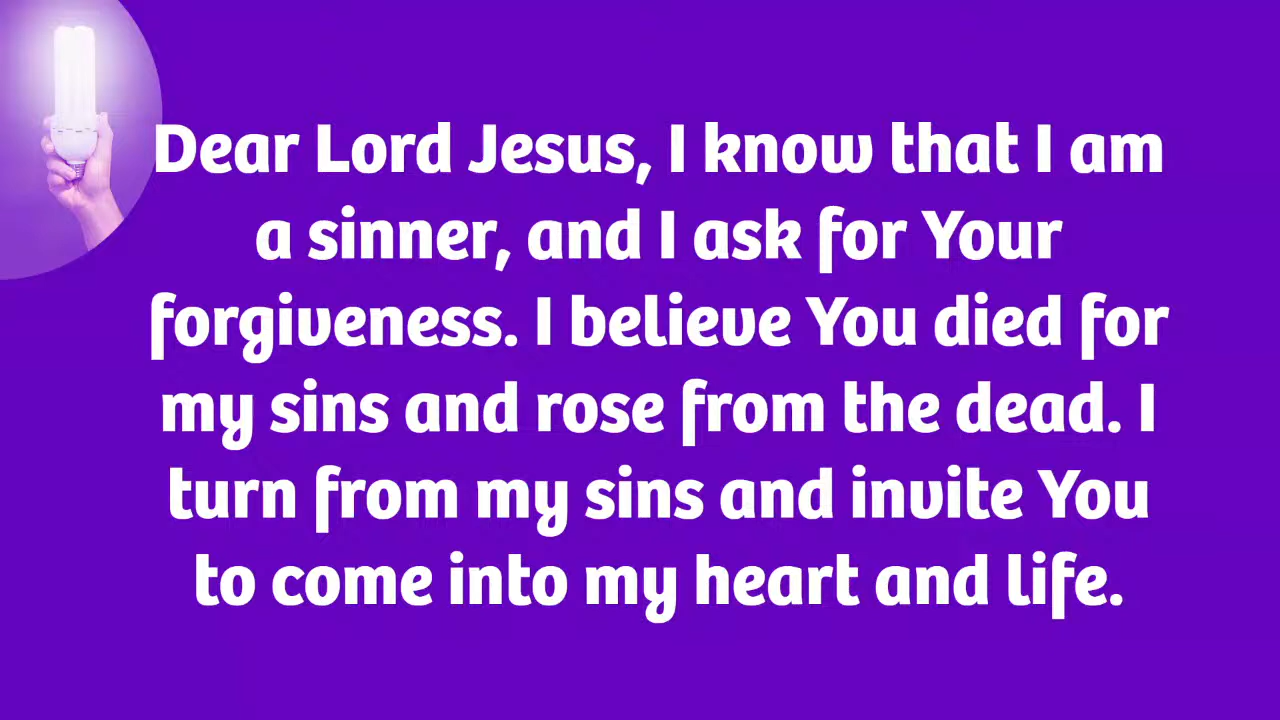 Dear Lord Jesus, I know that I am
a sinner, and I ask for Your
forgiveness. I believe You died for
my sins and rose from the dead. I
turn from my sins and invite You
to come into my heart and life.